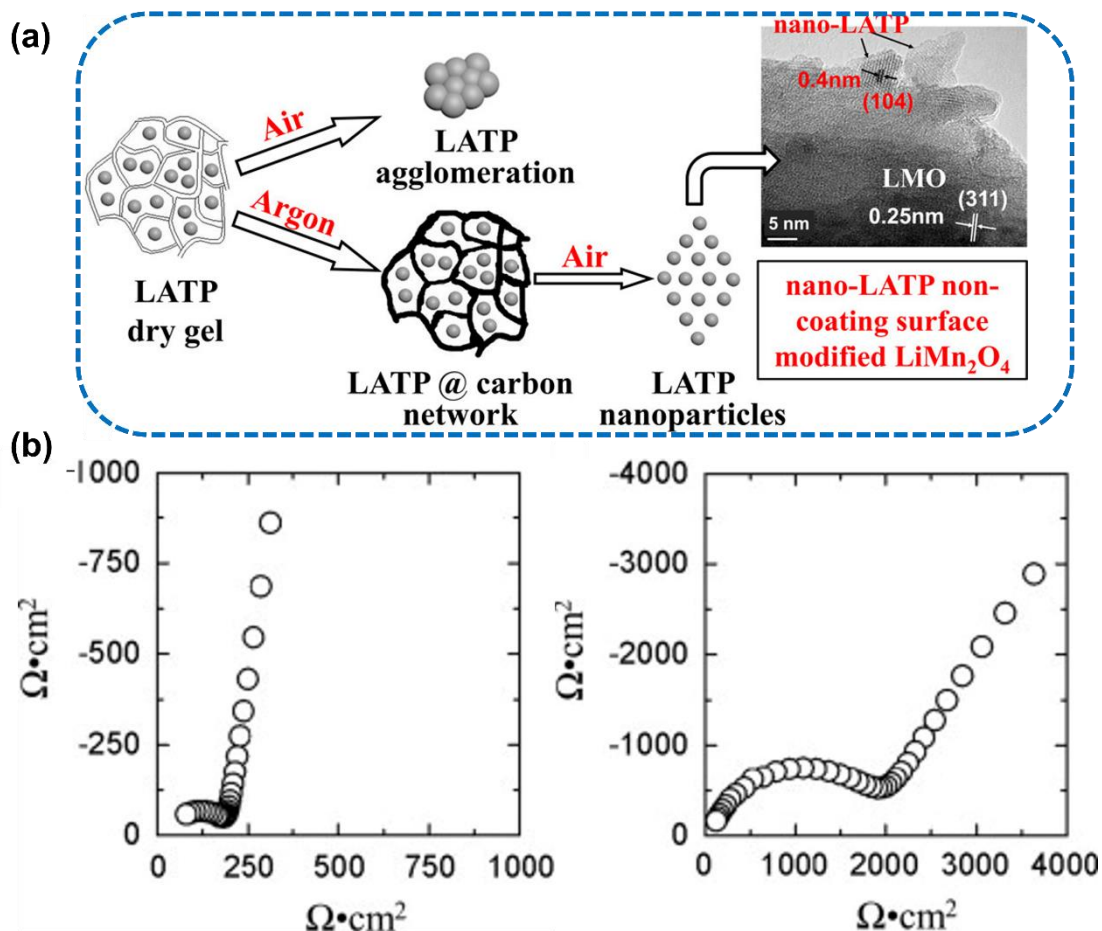 (a)
nano-LATP
0.4nm
(104)
LMO
(311)
0.25nm
5 nm
Air
LATP
agglomeration
Argon
LATP
dry gel
Air
LATP @ carbon
network
LATP
nanoparticles
nano-LATP non-
coating surface
modified LiMn₂O₄
(b)
-1000
-750
-500
-250
0
Ω•cm²
0 250 500 750 1000
Ω•cm²
-4000
-3000
-2000
-1000
0
Ω•cm²
0 1000 2000 3000 4000
Ω•cm²